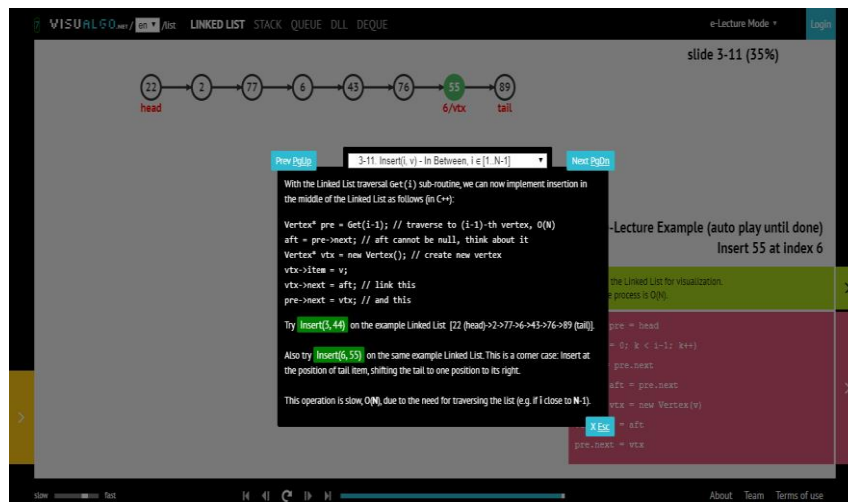 7 VISUALGO.NET/ en /list LINKED LIST STACK QUEUE DLL DEQUE e-Lecture Mode Login
slide 3-11 (35%)
22 2 77 6 43 76 55 89
head 6/vtx tail
Prev PgUp 3-11. Insert(i, v) - In Between, i ∈ [1..N-1] Next PgDn
With the Linked List traversal Get(i) sub-routine, we can now implement insertion in
the middle of the Linked List as follows (in C++):
Vertex* pre = Get(i-1); // traverse to (i-1)-th vertex, O(N)
aft = pre->next; // aft cannot be null, think about it
Vertex* vtx = new Vertex(); // create new vertex
vtx->item = v;
vtx->next = aft; // link this
pre->next = vtx; // and this
Try Insert(3, 44) on the example Linked List [22 (head)->2->77->6->43->76->89 (tail)].
Also try Insert(6, 55) on the same example Linked List. This is a corner case: Insert at
the position of tail item, shifting the tail to one position to its right.
This operation is slow, O(N), due to the need for traversing the list (e.g. if i close to N-1).
X Esc
-Lecture Example (auto play until done)
Insert 55 at index 6
the Linked List for visualization.
process is O(N).
pre = head
= 0; k < i-1; k++)
pre.next
aft = pre.next
vtx = new Vertex(v)
= aft
pre.next = vtx
slow fast About Team Terms of use